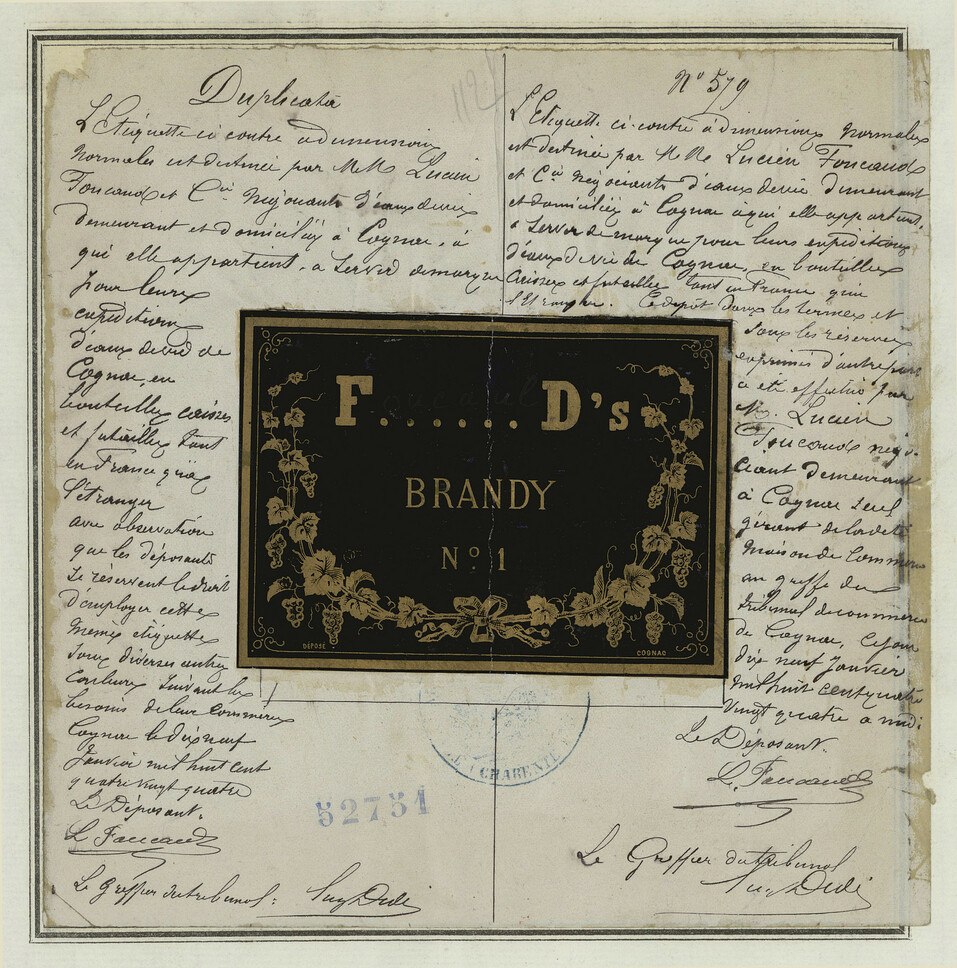 Duplicata
L'Etiquette ci contre à dimensions
normales est destinée par M M Lucien
Foucaud et Cie Négociants d'eaux de vie
demeurant et domiciliés à Cognac, à
qui elle appartient, à servir de marque
pour leurs
expéditions
d'eaux de vie de
Cognac, en
bouteilles caisses
et futailles tant
en France qu'à
l'étranger
avec observation
que les déposants
se réservent le droit
d'employer cette
même étiquette
sous diverses autres
couleurs suivant les
besoins de leur commerce
Cognac le dix neuf
Janvier mil huit cent
quatre vingt quatre
Le Déposant.
L. Foucaud
Le Greffier du tribunal:
112
No 579
L'Etiquette ci-contre à dimensions normales
est destinée par M M Lucien Foucaud
et Cie Négociants d'eaux de vie demeurant
et domiciliés à Cognac à qui elle appartient,
à servir de marque pour leurs expéditions
d'eaux de vie de Cognac, en bouteilles
caisses et futailles tant en France qu'à
l'Etranger. Ce dépôt dans les termes et
sous les réserves
exprimés d'autre part
a été effectué par
M. Lucien
Foucaud négo-
ciant demeurant
à Cognac seul
gérant de la dite
maison de commerce
au greffe du
tribunal de commerce
de Cognac, ce jour
dix neuf Janvier
mil huit cent quatre
vingt quatre à midi
Le Déposant.
L. Foucaud
Le Greffier du tribunal
F.......D's
BRANDY
No. 1
DÉPOSÉ
COGNAC
CHARENTE
52751